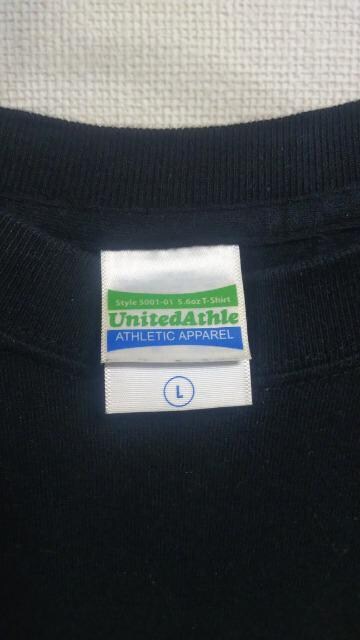 Style 5001-01 5.6oz T-Shirt
UnitedAthle
ATHLETIC APPAREL
L